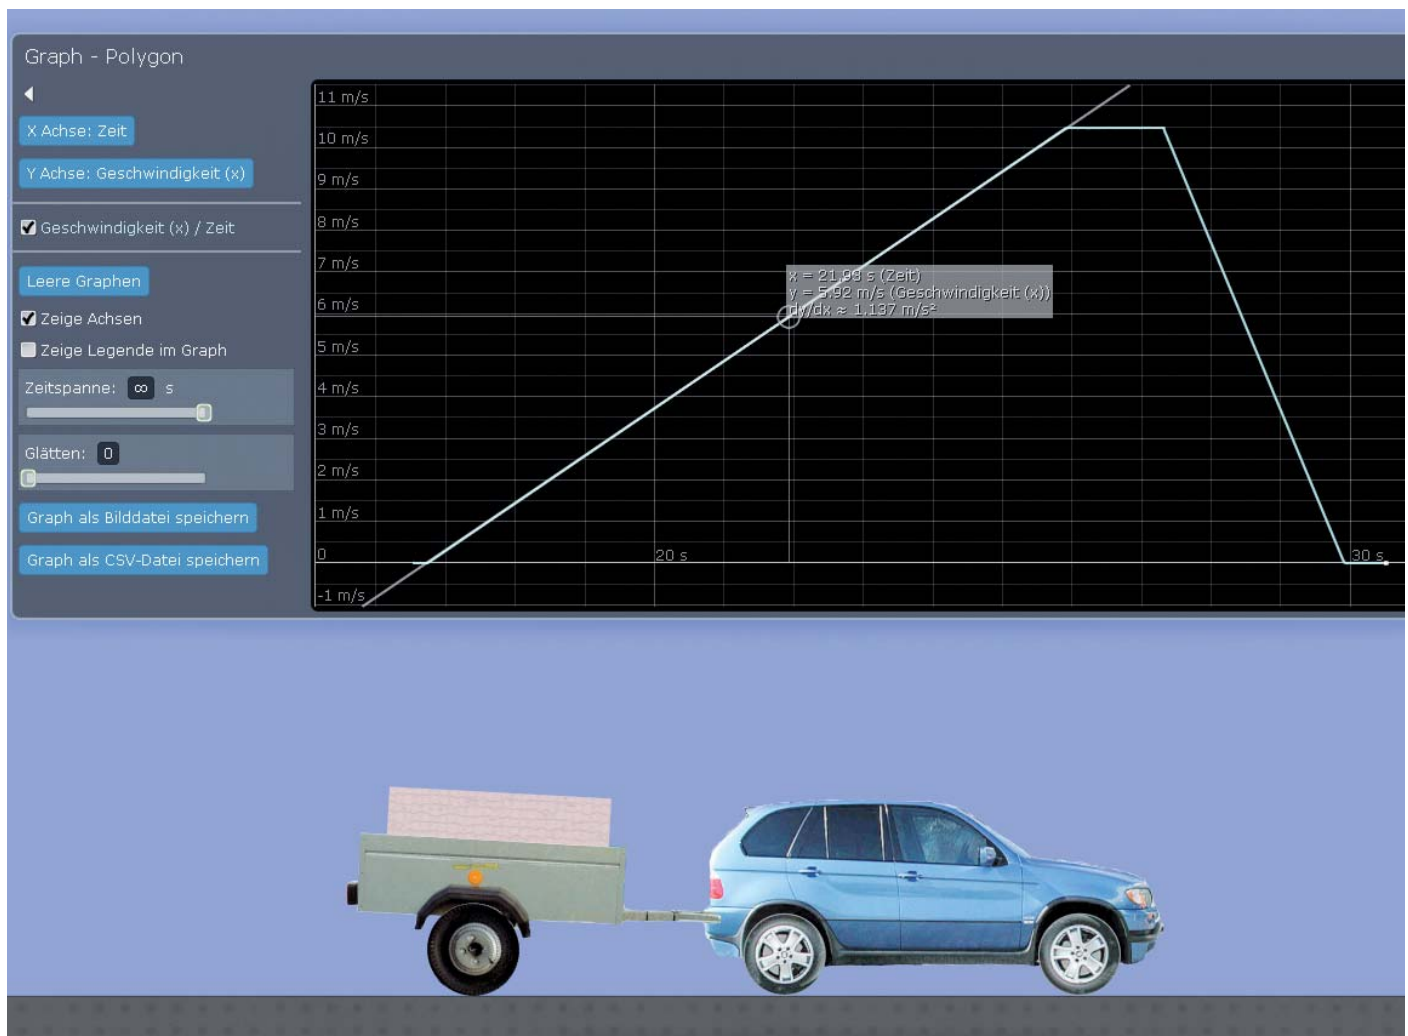 Graph - Polygon
X Achse: Zeit
Y Achse: Geschwindigkeit (x)
Geschwindigkeit (x) / Zeit
Leere Graphen
Zeige Achsen
Zeige Legende im Graph
Zeitspanne: ∞ s
Glätten: 0
Graph als Bilddatei speichern
Graph als CSV-Datei speichern
11 m/s
10 m/s
9 m/s
8 m/s
7 m/s
6 m/s
5 m/s
4 m/s
3 m/s
2 m/s
1 m/s
0
-1 m/s
20 s
30 s
x = 21.93 s (Zeit)
y = 5.92 m/s (Geschwindigkeit (x))
dy/dx ≈ 1.137 m/s²